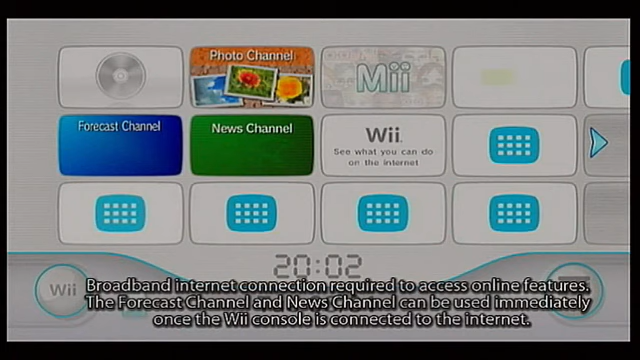 Photo Channel
Mii
Forecast Channel
News Channel
Wii.
See what you can do
on the internet
20:02
Wii
Broadband internet connection required to access online features.
The Forecast Channel and News Channel can be used immediately
once the Wii console is connected to the internet.